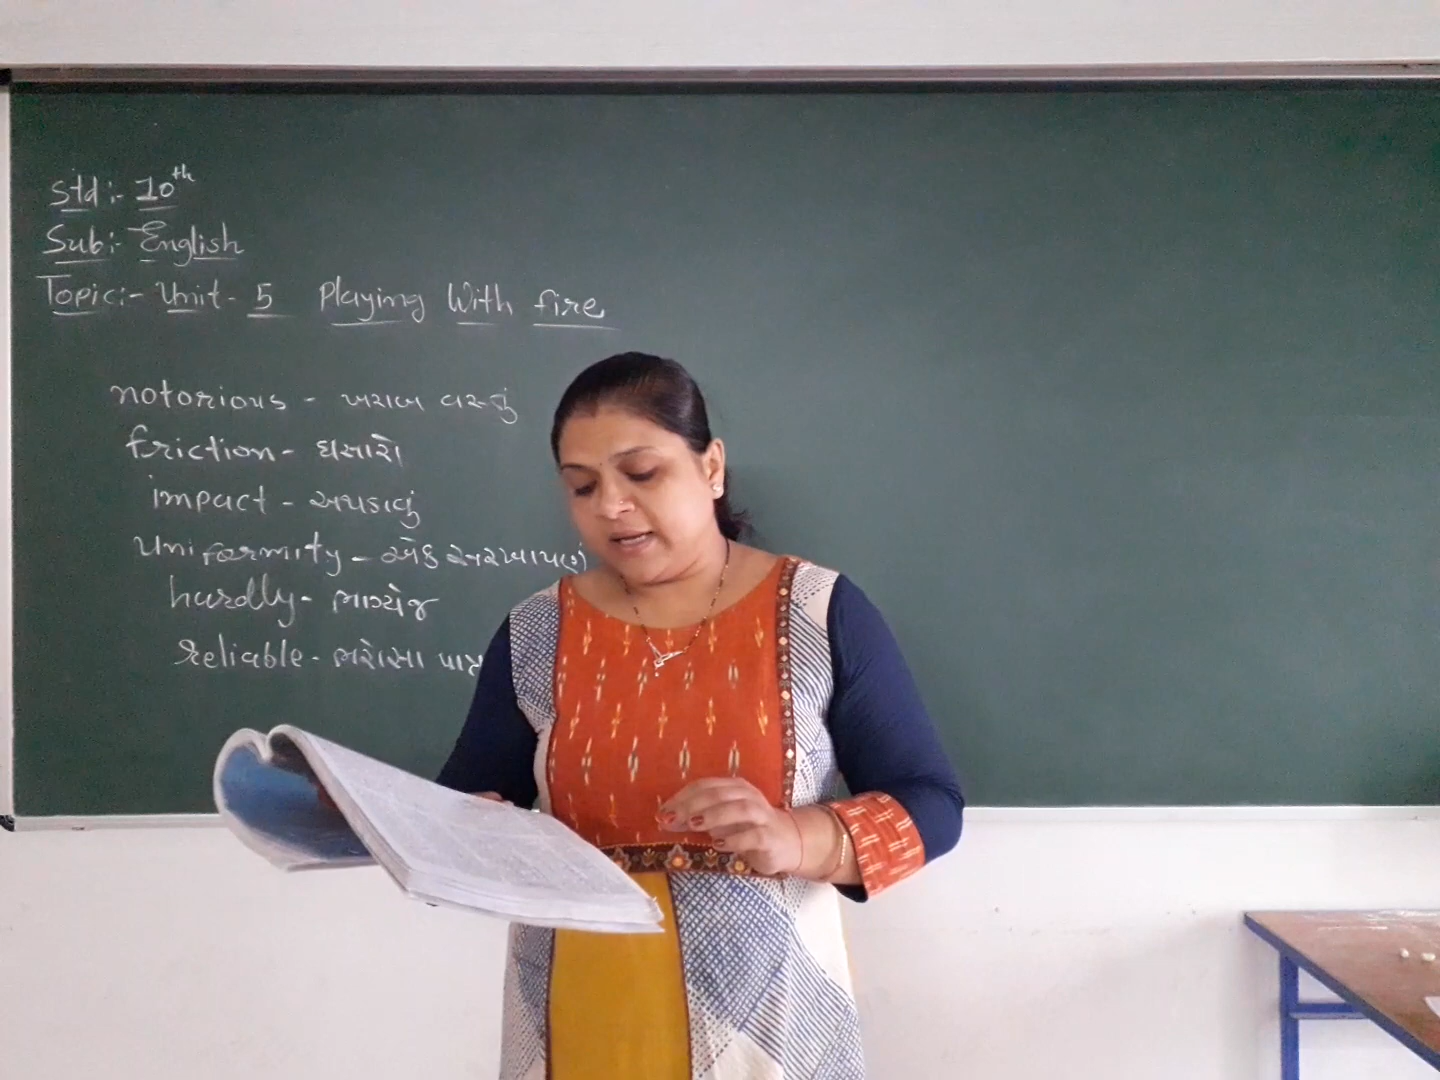 Std:- 10th
Sub:- English
Topic:- Unit- 5 Playing With fire
notorious - ખરાબ વસ્તું
friction - ઘસારો
impact - અથડાવું
uniformity - એક સરખાપણું
hardly - ભાગ્યેજ
reliable - ભરોસા પાત્ર